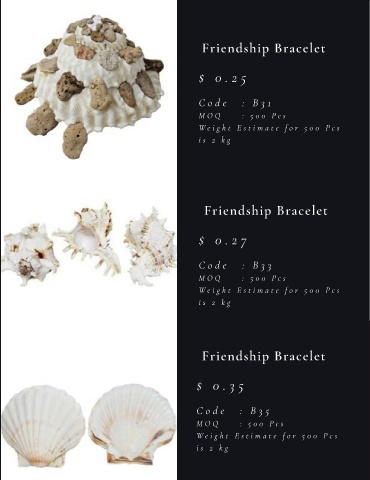 Friendship Bracelet
$ 0.25
Code : B31
MOQ : 500 Pcs
Weight Estimate for 500 Pcs
is 2 kg
Friendship Bracelet
$ 0.27
Code : B33
MOQ : 500 Pcs
Weight Estimate for 500 Pcs
is 2 kg
Friendship Bracelet
$ 0.35
Code : B35
MOQ : 500 Pcs
Weight Estimate for 500 Pcs
is 2 kg